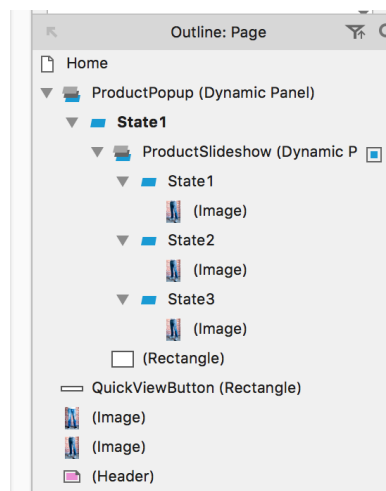 Outline: Page
Home
ProductPopup (Dynamic Panel)
State1
ProductSlideshow (Dynamic P
State1
(Image)
State2
(Image)
State3
(Image)
(Rectangle)
QuickViewButton (Rectangle)
(Image)
(Image)
(Header)